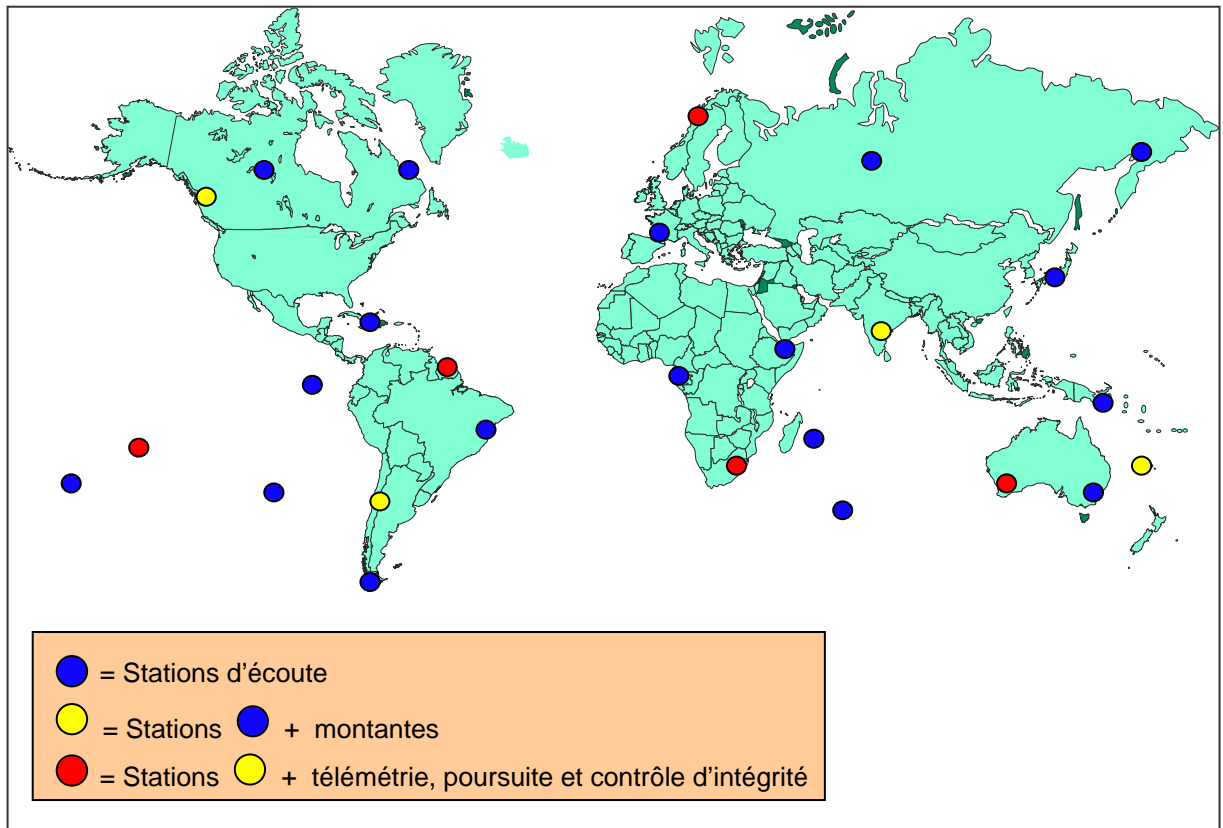 = Stations d'écoute
= Stations + montantes
= Stations + télémétrie, poursuite et contrôle d'intégrité